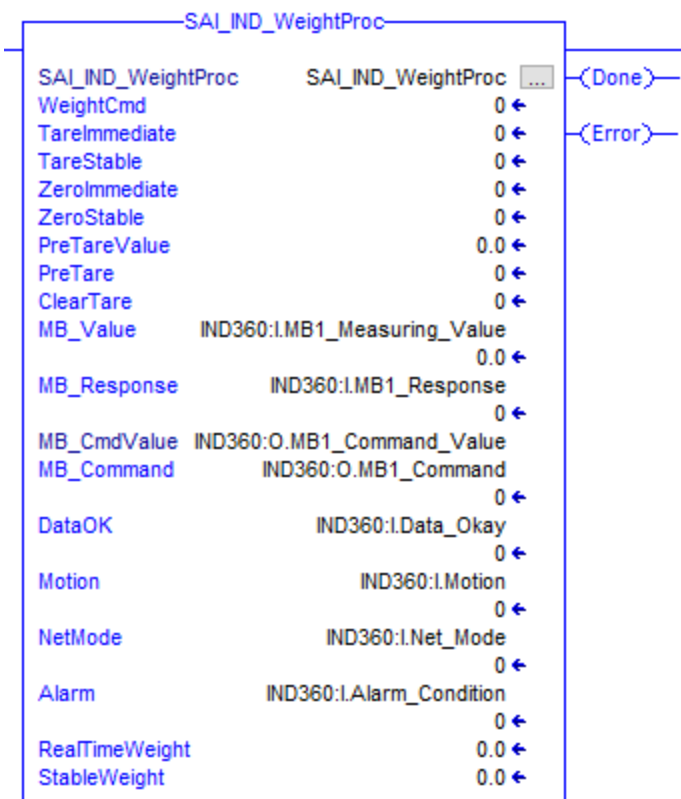 SAI_IND_WeightProc
SAI_IND_WeightProc SAI_IND_WeightProc ... (Done)
WeightCmd 0
TareImmediate 0 (Error)
TareStable 0
ZeroImmediate 0
ZeroStable 0
PreTareValue 0.0
PreTare 0
ClearTare 0
MB_Value IND360:I.MB1_Measuring_Value
0.0
MB_Response IND360:I.MB1_Response
0
MB_CmdValue IND360:O.MB1_Command_Value
MB_Command IND360:O.MB1_Command
0
DataOK IND360:I.Data_Okay
0
Motion IND360:I.Motion
0
NetMode IND360:I.Net_Mode
0
Alarm IND360:I.Alarm_Condition
0
RealTimeWeight 0.0
StableWeight 0.0